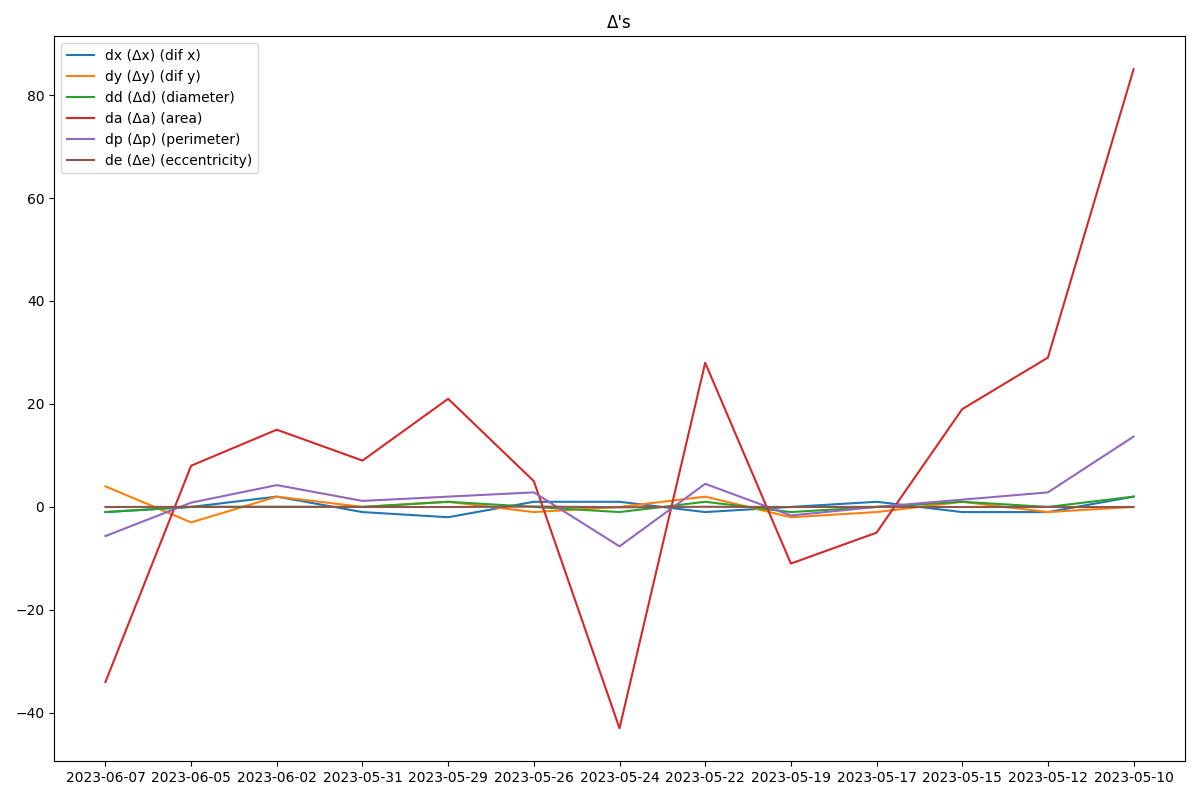 Δ's
dx (Δx) (dif x)
dy (Δy) (dif y)
dd (Δd) (diameter)
da (Δa) (area)
dp (Δp) (perimeter)
de (Δe) (eccentricity)
80
60
40
20
0
−20
−40
2023-06-07 2023-06-05 2023-06-02 2023-05-31 2023-05-29 2023-05-26 2023-05-24 2023-05-22 2023-05-19 2023-05-17 2023-05-15 2023-05-12 2023-05-10